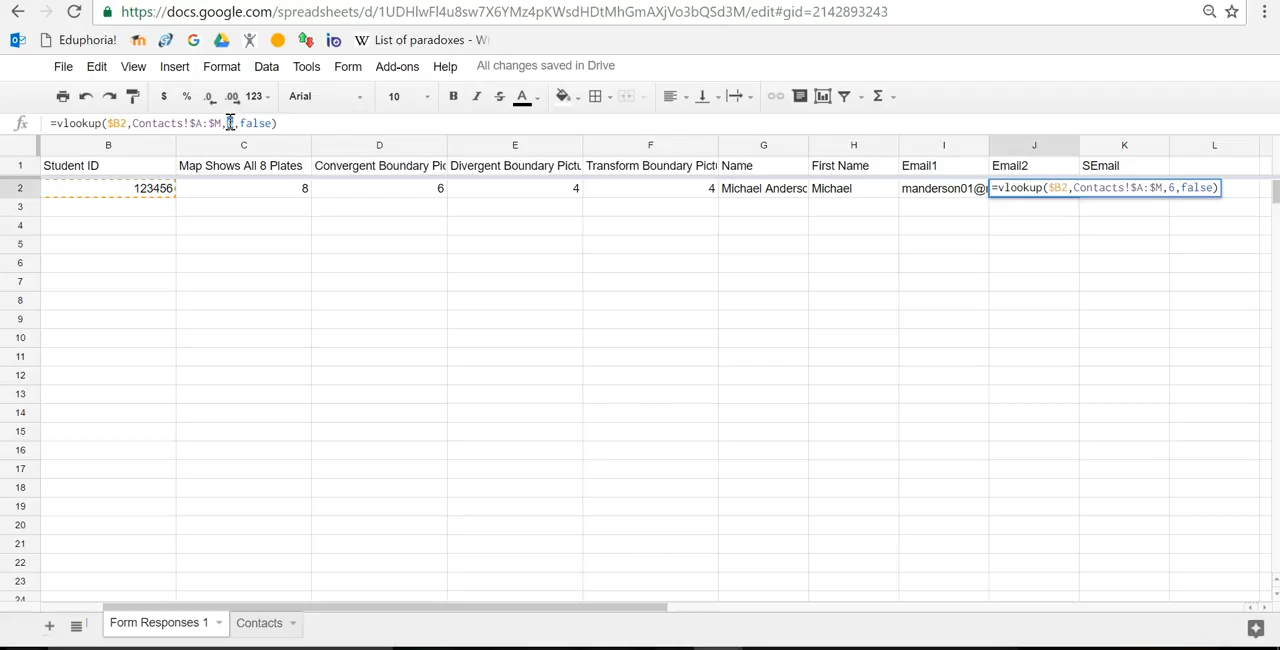 https://docs.google.com/spreadsheets/d/1UDHlwFl4u8sw7X6YMz4pKWsdHDtMhGmAXjVo3bQSd3M/edit#gid=2142893243
Eduphoria! List of paradoxes - Wi
File Edit View Insert Format Data Tools Form Add-ons Help All changes saved in Drive
$ % .0 .00 123 Arial 10 B I S A Σ
fx =vlookup($B2,Contacts!$A:$M, ,false)
B C D E F G H I J K L
1 Student ID Map Shows All 8 Plates Convergent Boundary Pic Divergent Boundary Pictu Transform Boundary Pictu Name First Name Email1 Email2 SEmail
2 123456 8 6 4 4 Michael Anderso Michael manderson01@ =vlookup($B2,Contacts!$A:$M,6,false)
3
4
5
6
7
8
9
10
11
12
13
14
15
16
17
18
19
20
21
22
23
24
+ Form Responses 1 Contacts